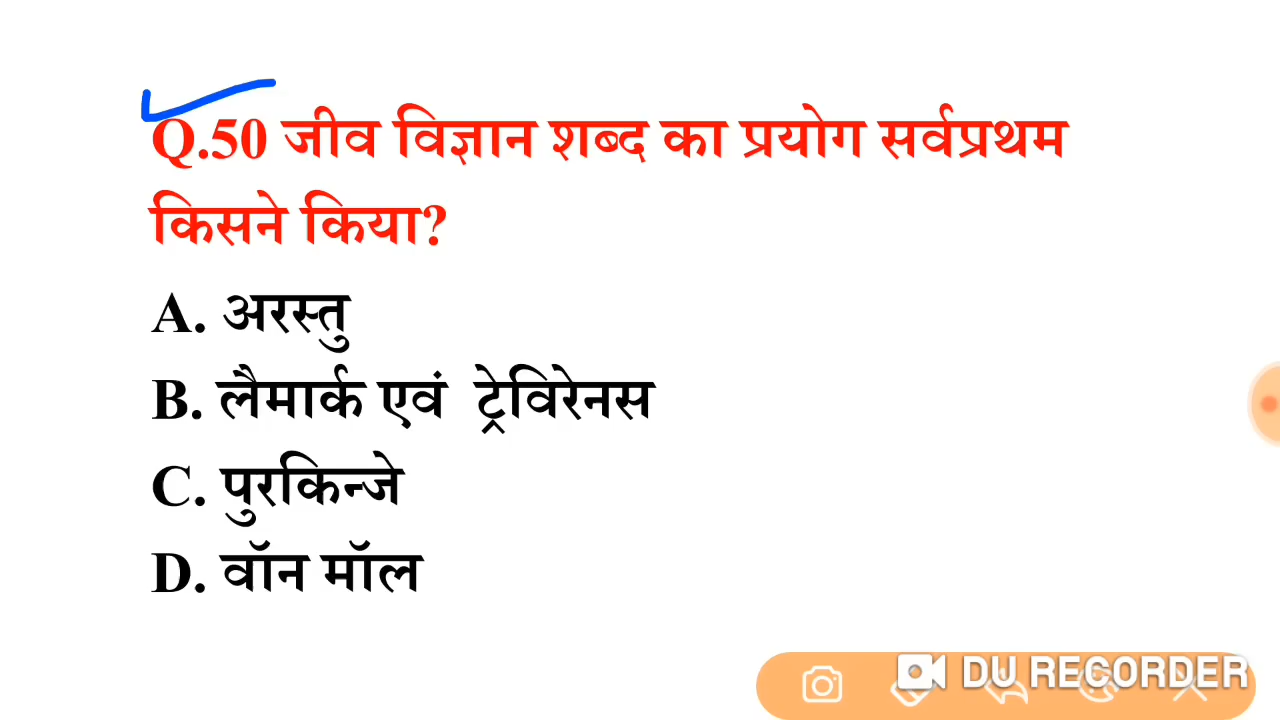 Q.50 जीव विज्ञान शब्द का प्रयोग सर्वप्रथम
किसने किया?
A. अरस्तु
B. लैमार्क एवं ट्रेविरेनस
C. पुरकिन्जे
D. वॉन मॉल
DU RECORDER